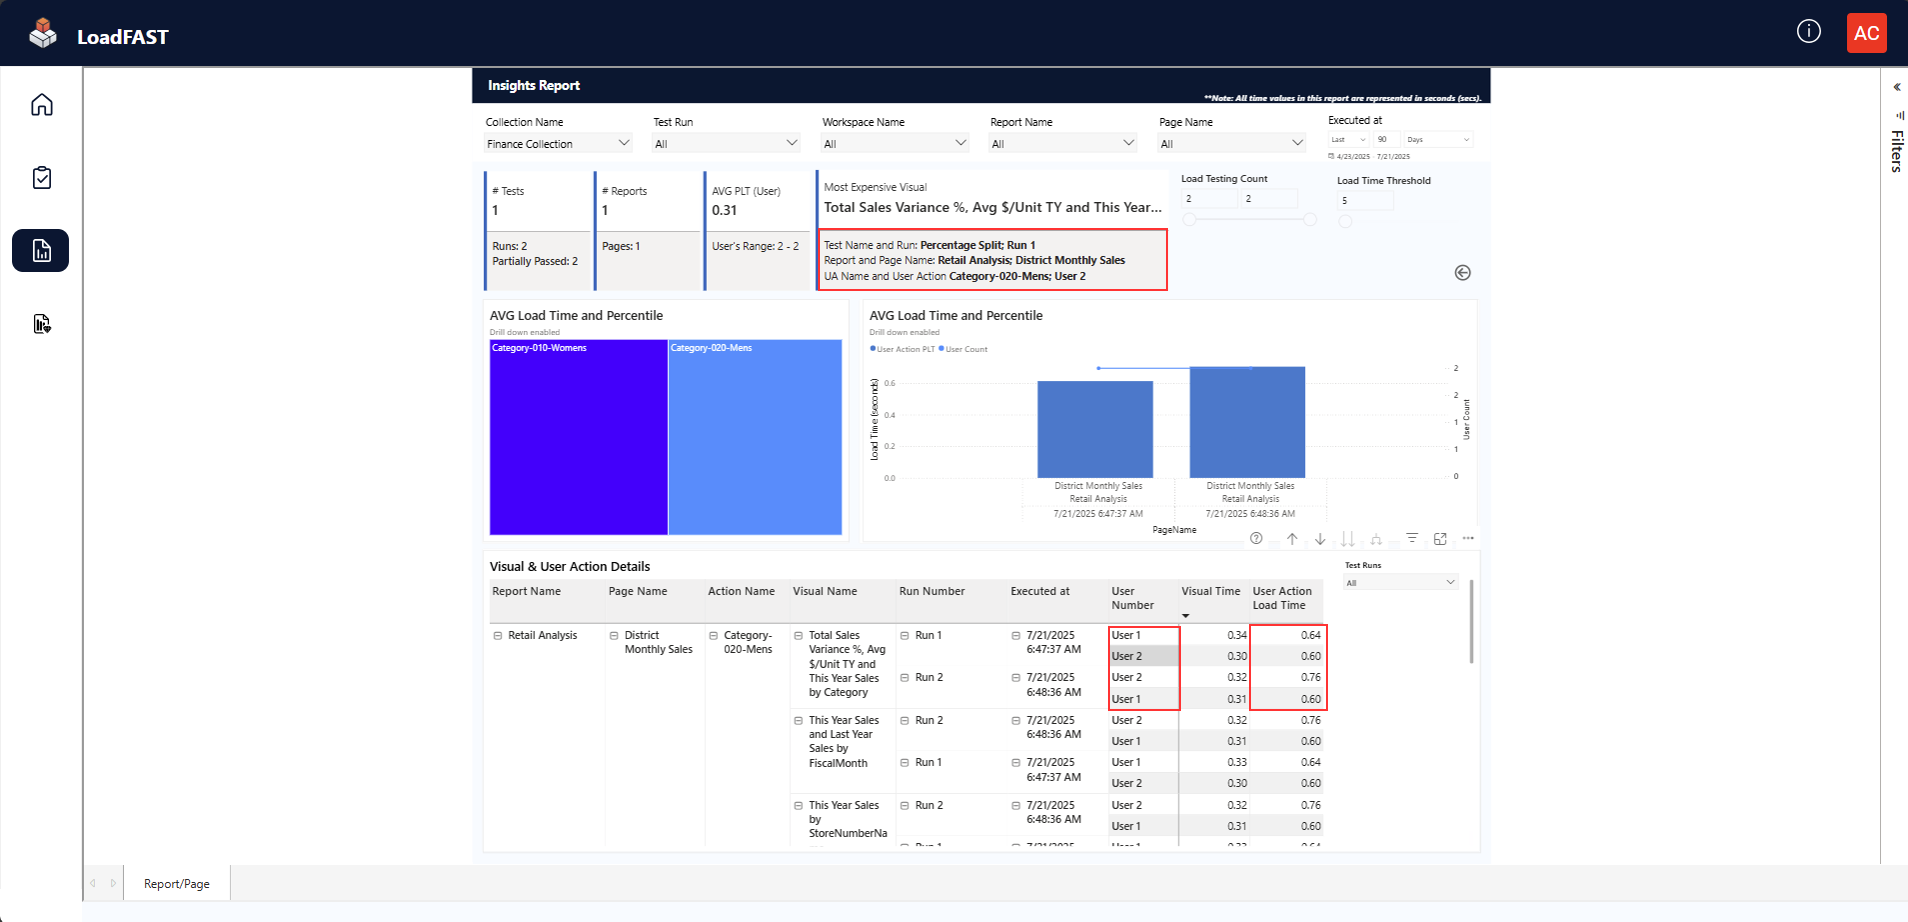 LoadFAST
AC
Insights Report
**Note: All time values in this report are represented in seconds (secs).
Collection Name
Finance Collection
Test Run
All
Workspace Name
All
Report Name
All
Page Name
All
Executed at
Last 90 Days
4/23/2025 - 7/21/2025
Filters
# Tests
1
Runs: 2
Partially Passed: 2
# Reports
1
Pages: 1
AVG PLT (User)
0.31
User's Range: 2 - 2
Most Expensive Visual
Total Sales Variance %, Avg $/Unit TY and This Year...
Test Name and Run: Percentage Split; Run 1
Report and Page Name: Retail Analysis; District Monthly Sales
UA Name and User Action Category-020-Mens; User 2
Load Testing Count
2 2
Load Time Threshold
5
AVG Load Time and Percentile
Drill down enabled
Category-010-Womens
Category-020-Mens
AVG Load Time and Percentile
Drill down enabled
User Action PLT User Count
Load Time (seconds)
0.6
0.4
0.2
0.0
2
2
1
1
0
User Count
District Monthly Sales
Retail Analysis
7/21/2025 6:47:37 AM
District Monthly Sales
Retail Analysis
7/21/2025 6:48:36 AM
PageName
Visual & User Action Details
Test Runs
All
Report Name Page Name Action Name Visual Name Run Number Executed at User Number Visual Time User Action Load Time
Retail Analysis
District Monthly Sales
Category-020-Mens
Total Sales Variance %, Avg $/Unit TY and This Year Sales by Category
Run 1 7/21/2025 6:47:37 AM User 1 0.34 0.64
User 2 0.30 0.60
Run 2 7/21/2025 6:48:36 AM User 2 0.32 0.76
User 1 0.31 0.60
This Year Sales and Last Year Sales by FiscalMonth
Run 2 7/21/2025 6:48:36 AM User 2 0.32 0.76
User 1 0.31 0.60
Run 1 7/21/2025 6:47:37 AM User 1 0.33 0.64
User 2 0.30 0.60
This Year Sales by StoreNumberNa
Run 2 7/21/2025 6:48:36 AM User 2 0.32 0.76
User 1 0.31 0.60
Report/Page